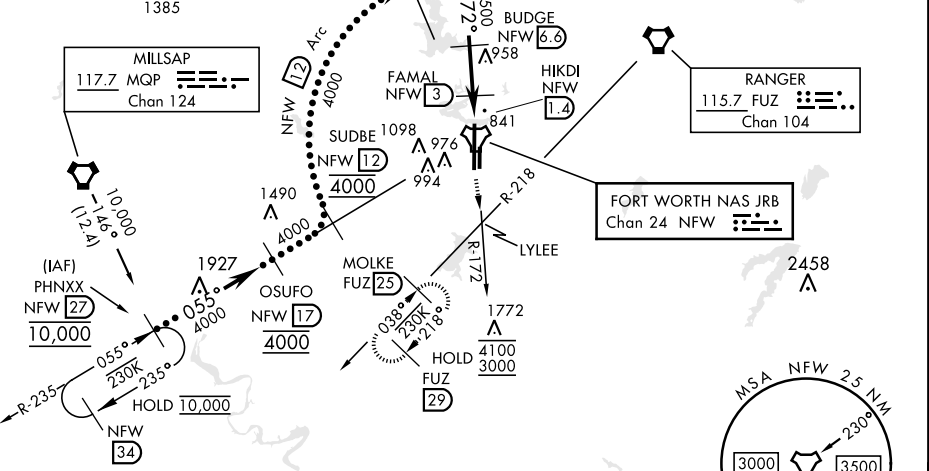 1385
MILLSAP
117.7 MQP
Chan 124
NFW 12 Arc
4000
172°
500
BUDGE
NFW 6.6
958
FAMAL
NFW 3
HIKDI
NFW
1.4
841
RANGER
115.7 FUZ
Chan 104
SUDBE
NFW 12
4000
1098
976
994
FORT WORTH NAS JRB
Chan 24 NFW
10,000
146°
(12.4)
1490
4000
R-218
LYLEE
R-172
(IAF)
PHNXX
NFW 27
10,000
1927
055°
4000
OSUFO
NFW 17
4000
MOLKE
FUZ 25
038°
230K
218°
1772
HOLD 4100
3000
FUZ
29
2458
055°
230K
235°
R-235
HOLD 10,000
NFW
34
MSA NFW 25 NM
230°
3000
3500